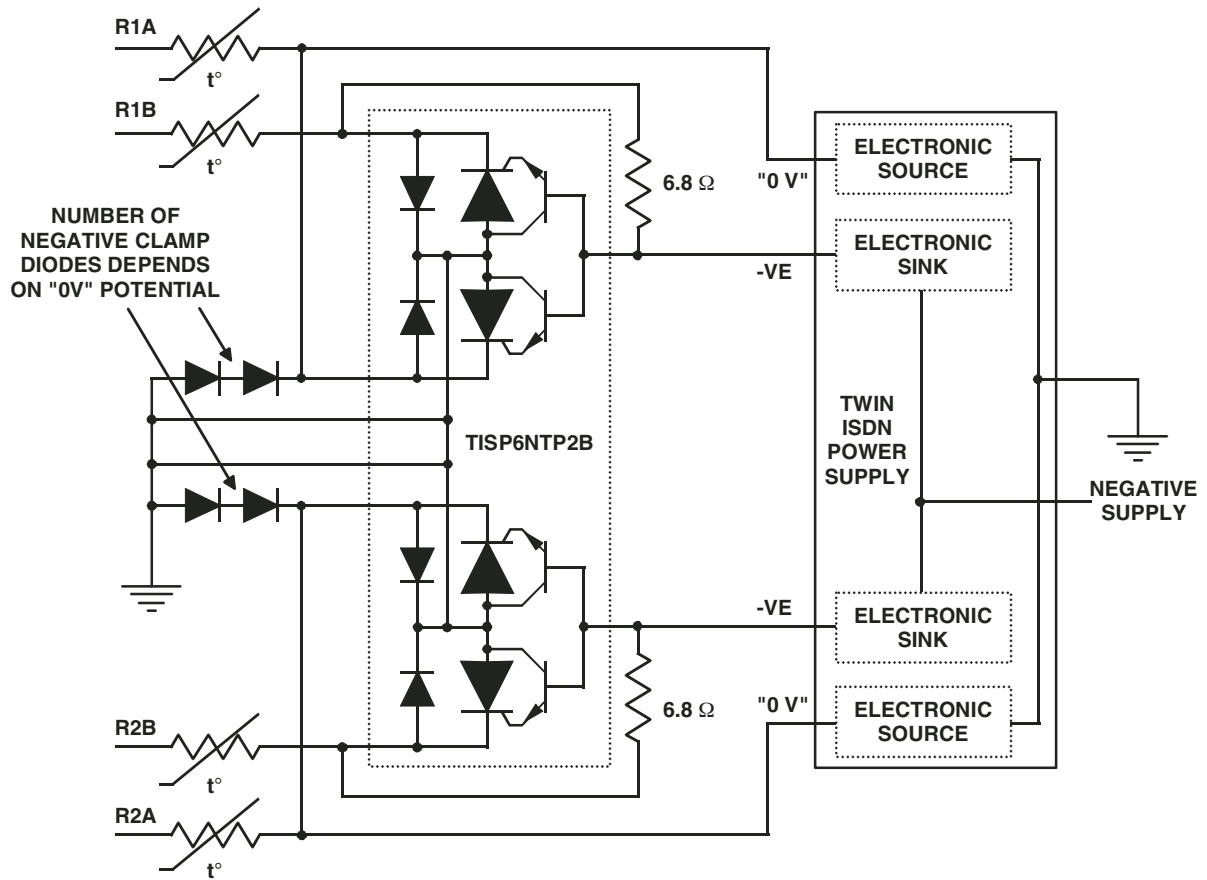 R1A
t°
R1B
t°
NUMBER OF
NEGATIVE CLAMP
DIODES DEPENDS
ON "0V" POTENTIAL
6.8 Ω
"0 V"
-VE
ELECTRONIC
SOURCE
ELECTRONIC
SINK
TISP6NTP2B
TWIN
ISDN
POWER
SUPPLY
NEGATIVE
SUPPLY
-VE
ELECTRONIC
SINK
6.8 Ω
"0 V"
ELECTRONIC
SOURCE
R2B
t°
R2A
t°